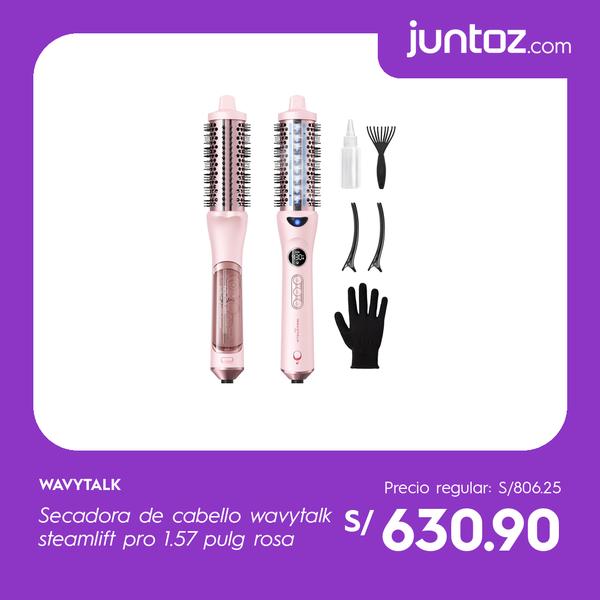 juntoz.com
WAVYTALK
Secadora de cabello wavytalk
steamlift pro 1.57 pulg rosa
Precio regular: S/806.25
S/ 630.90